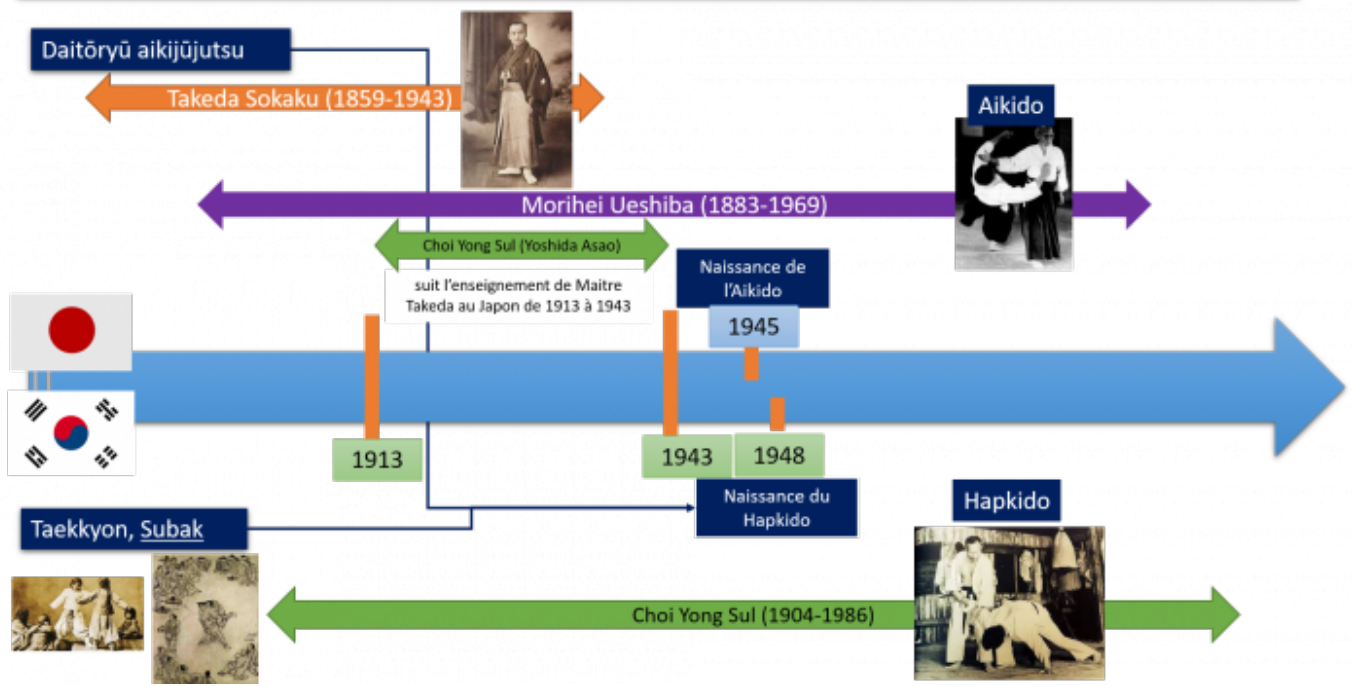 Daitōryū aikijūjutsu
Takeda Sokaku (1859-1943)
Aikido
Morihei Ueshiba (1883-1969)
Choi Yong Sul (Yoshida Asao)
suit l'enseignement de Maitre
Takeda au Japon de 1913 à 1943
Naissance de
l'Aikido
1945
1913
1943
1948
Naissance du
Hapkido
Taekkyon, Subak
Hapkido
Choi Yong Sul (1904-1986)